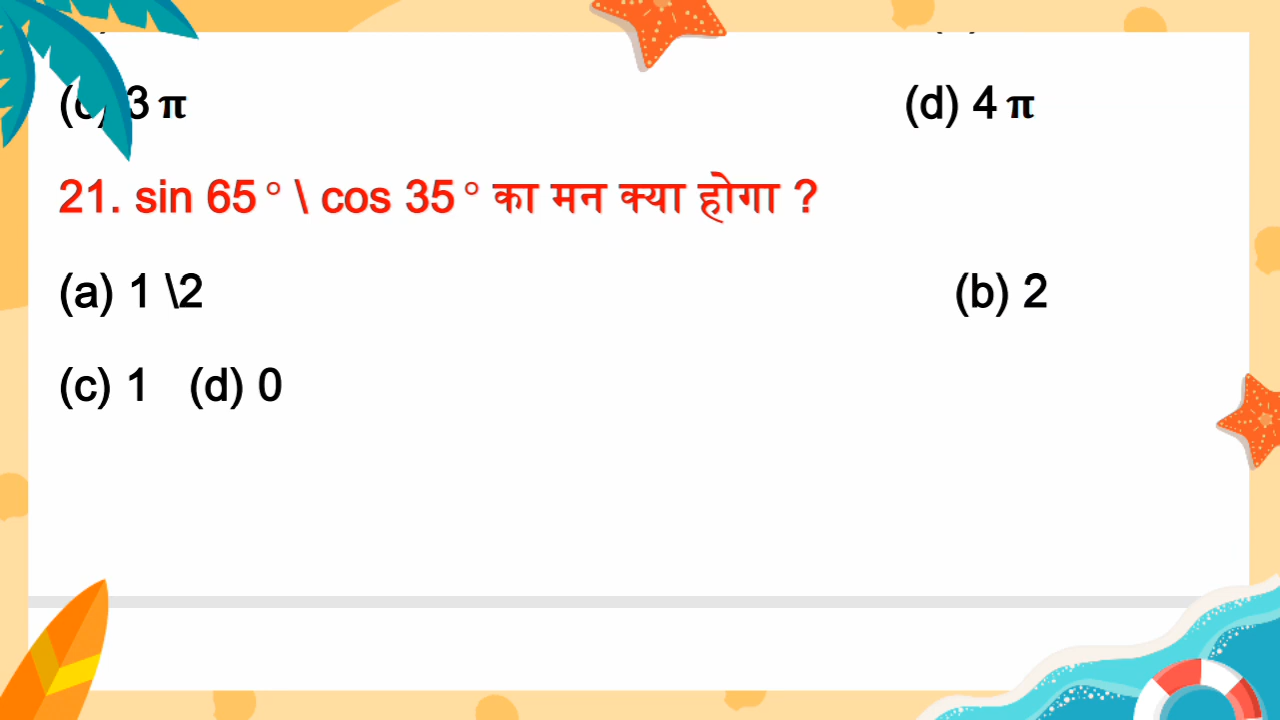 (c) 3 π (d) 4 π
21. sin 65° \ cos 35° का मन क्या होगा ?
(a) 1 \2 (b) 2
(c) 1 (d) 0